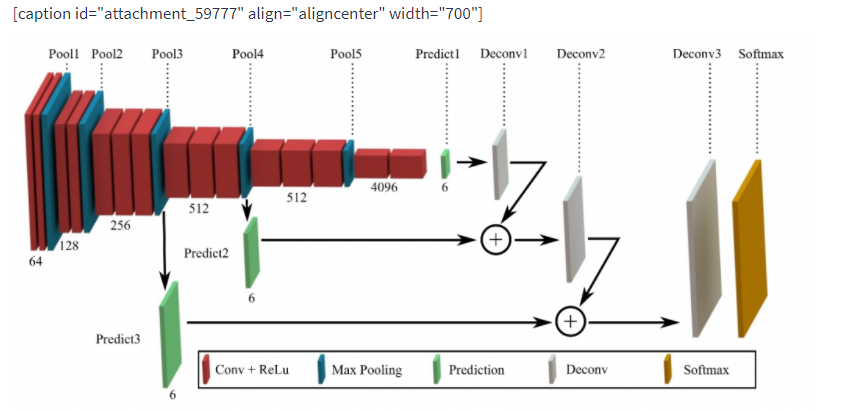 [caption id="attachment_59777" align="aligncenter" width="700"]
Pool1 Pool2 Pool3 Pool4 Pool5 Predict1 Deconv1 Deconv2 Deconv3 Softmax
64
128
256
512
512
4096
6
Predict2
6
Predict3
6
+
+
Conv + ReLu Max Pooling Prediction Deconv Softmax